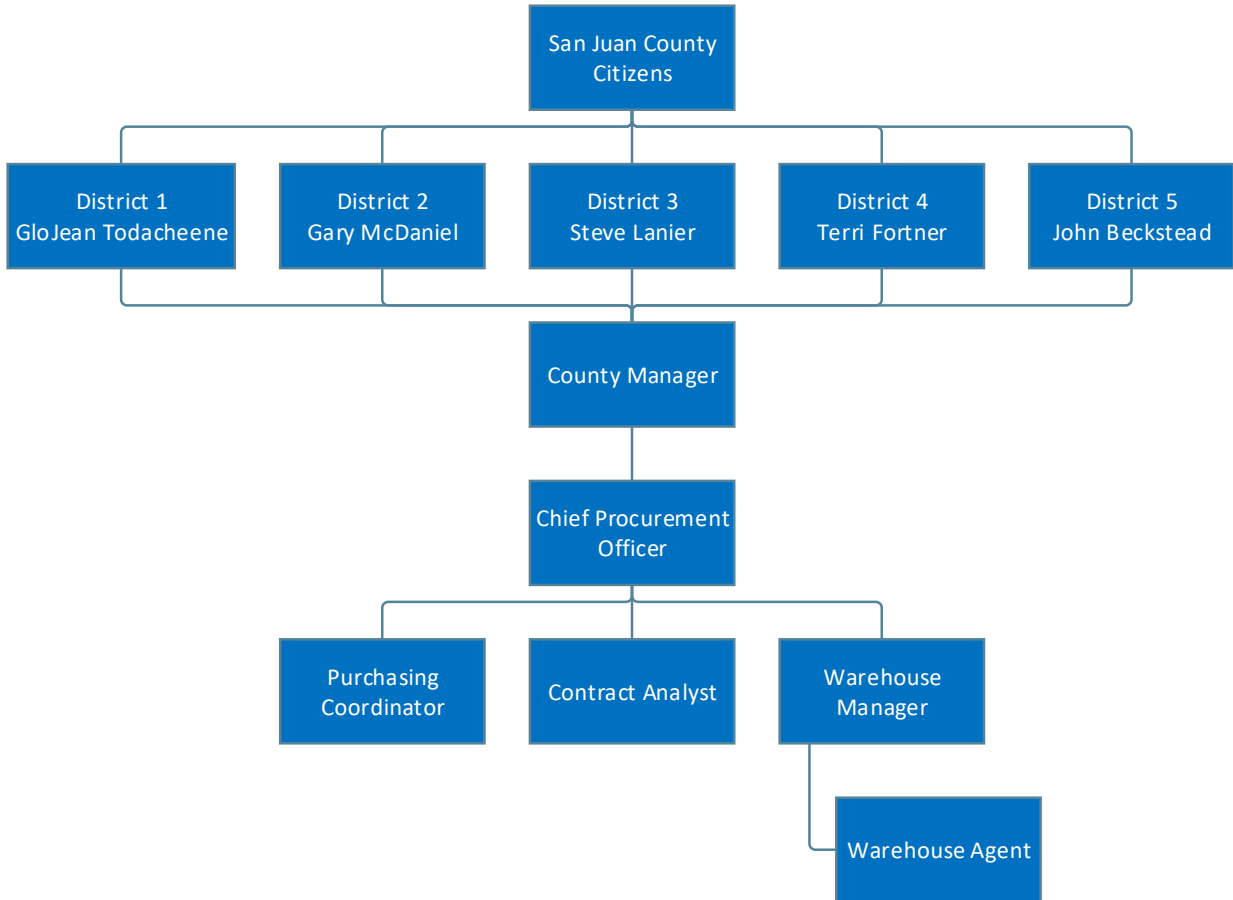 San Juan County
Citizens
District 1
GloJean Todacheene
District 2
Gary McDaniel
District 3
Steve Lanier
District 4
Terri Fortner
District 5
John Beckstead
County Manager
Chief Procurement
Officer
Purchasing
Coordinator
Contract Analyst
Warehouse
Manager
Warehouse Agent